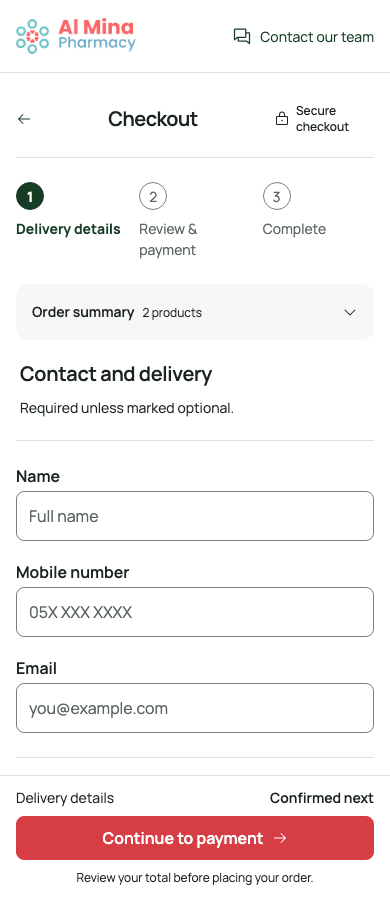 Al Mina
Pharmacy
Contact our team
Checkout
Secure
checkout
1
Delivery details
2
Review &
payment
3
Complete
Order summary 2 products
Contact and delivery
Required unless marked optional.
Name
Full name
Mobile number
05X XXX XXXX
Email
you@example.com
Delivery details
Confirmed next
Continue to payment
Review your total before placing your order.